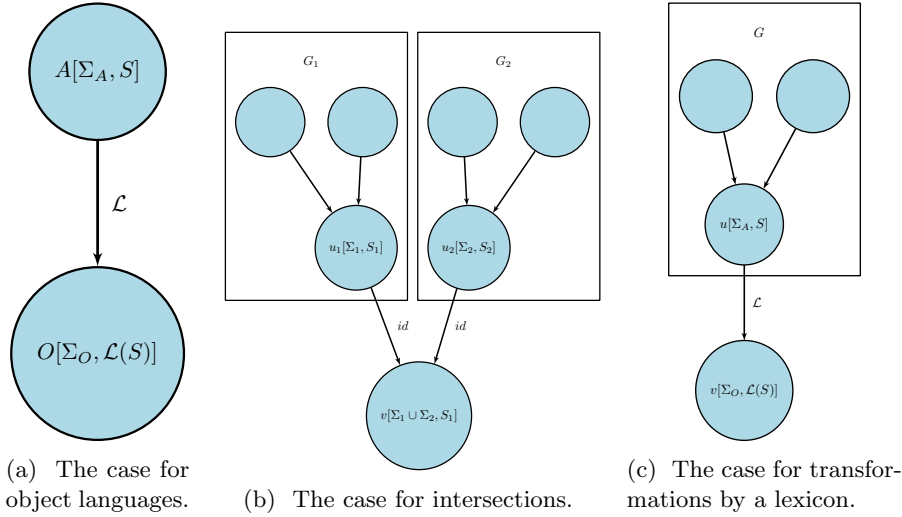 A[Σ_A, S]
ℒ
O[Σ_O, ℒ(S)]
(a) The case for
object languages.
G_1
G_2
u_1[Σ_1, S_1]
u_2[Σ_2, S_2]
id
id
v[Σ_1 ∪ Σ_2, S_1]
(b) The case for intersections.
G
u[Σ_A, S]
ℒ
v[Σ_O, ℒ(S)]
(c) The case for transfor-
mations by a lexicon.